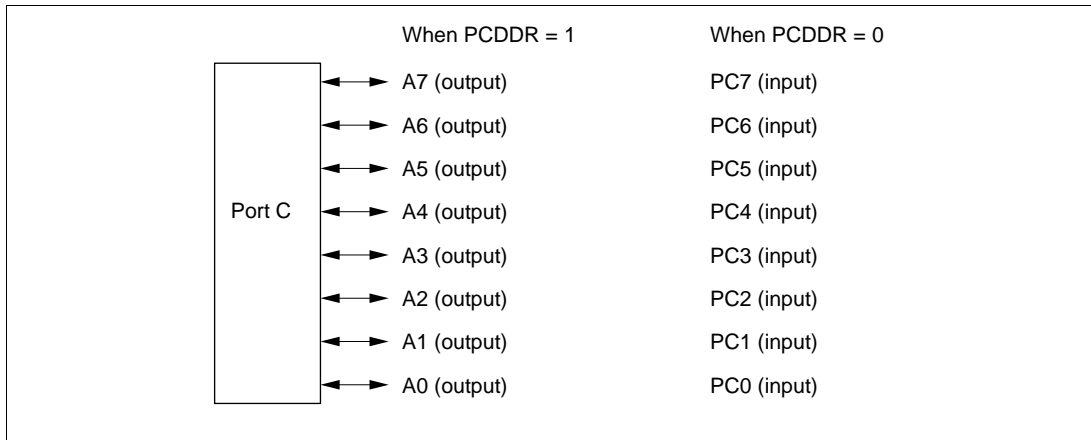 When PCDDR = 1 When PCDDR = 0
A7 (output) PC7 (input)
A6 (output) PC6 (input)
A5 (output) PC5 (input)
Port C A4 (output) PC4 (input)
A3 (output) PC3 (input)
A2 (output) PC2 (input)
A1 (output) PC1 (input)
A0 (output) PC0 (input)